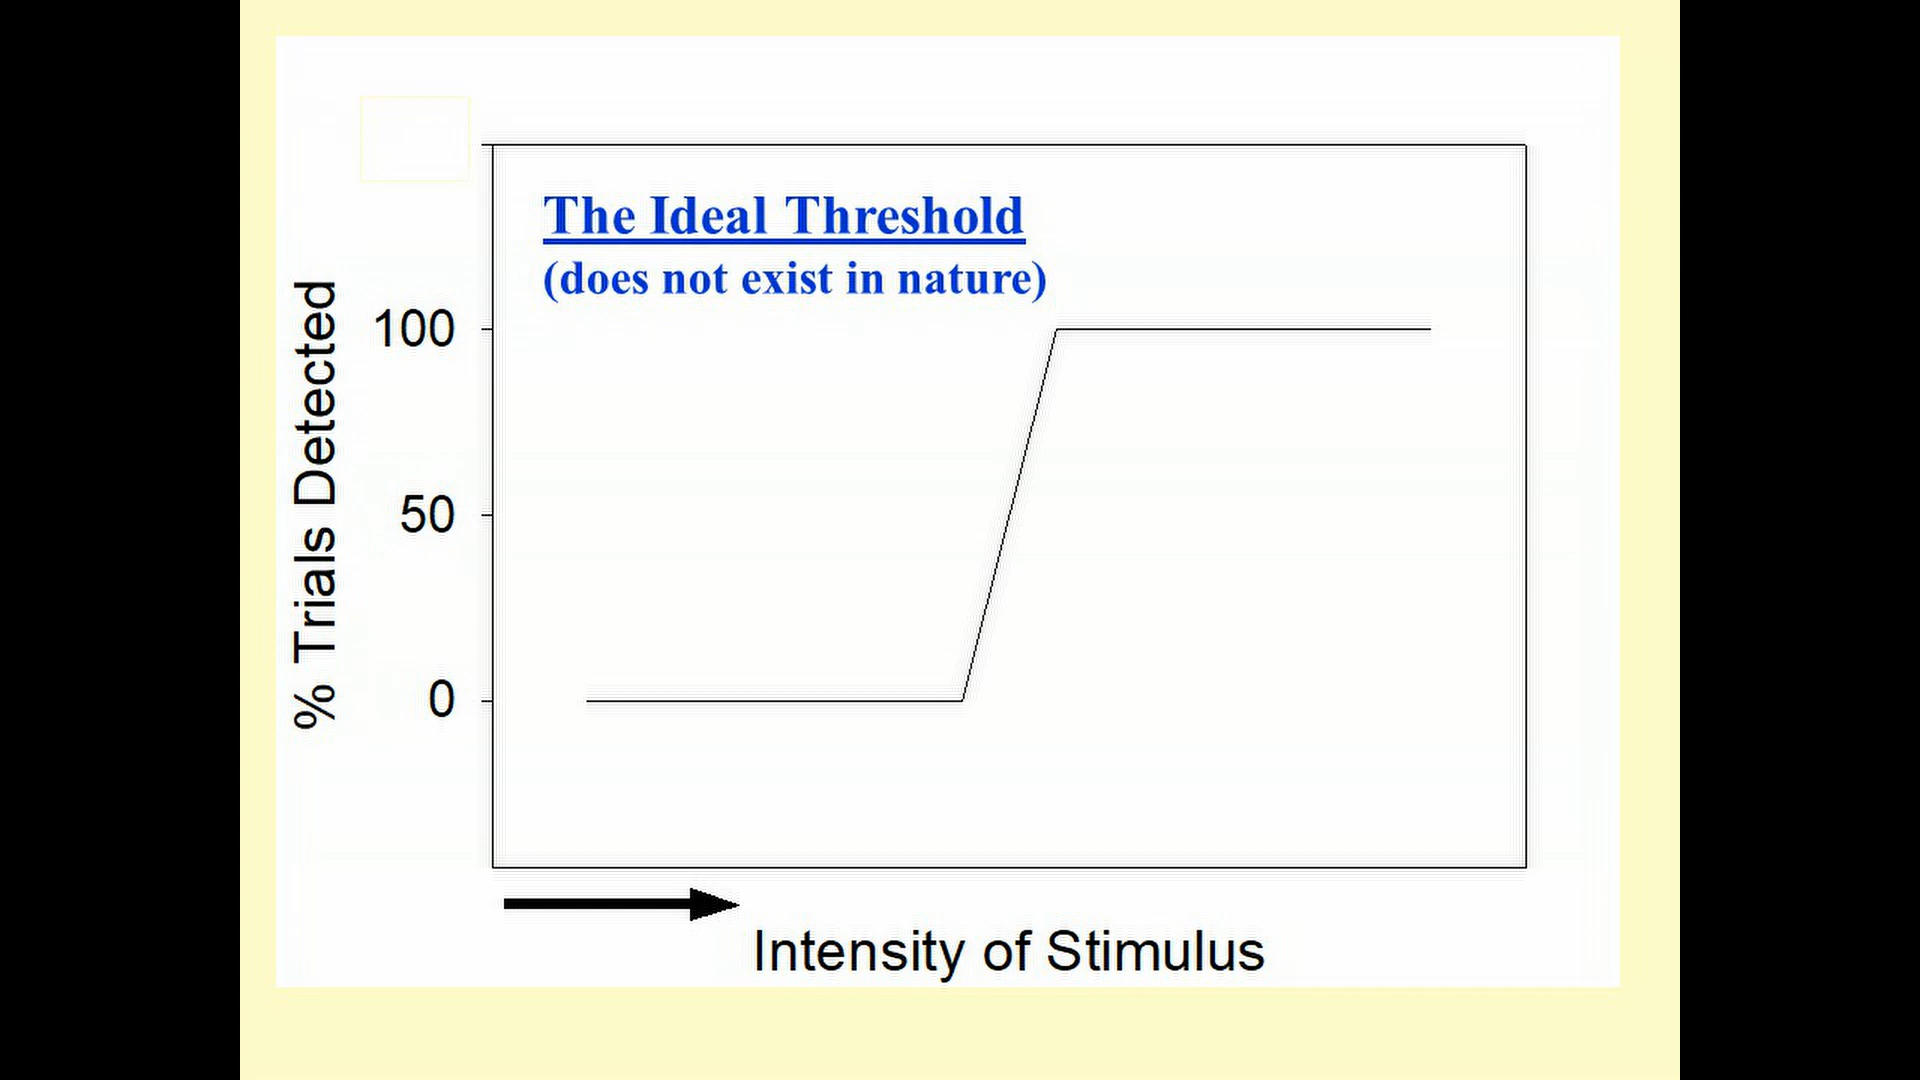 The Ideal Threshold
(does not exist in nature)
% Trials Detected
100
50
0
Intensity of Stimulus